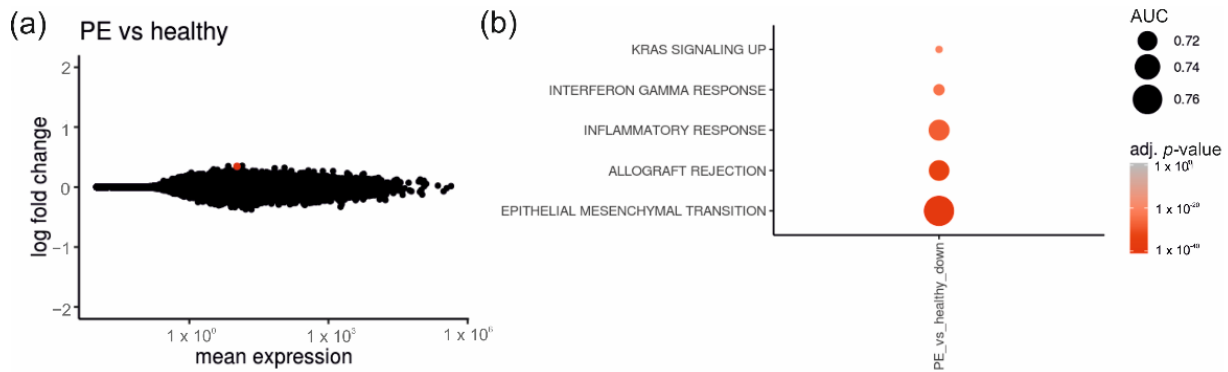 (a)
PE vs healthy
log fold change
2
1
0
−1
−2
1 x 10⁰
1 x 10³
1 x 10⁶
mean expression
(b)
KRAS SIGNALING UP
INTERFERON GAMMA RESPONSE
INFLAMMATORY RESPONSE
ALLOGRAFT REJECTION
EPITHELIAL MESENCHYMAL TRANSITION
PE_vs_healthy_down
AUC
0.72
0.74
0.76
adj. p-value
1 x 10⁰
1 x 10⁻²⁰
1 x 10⁻⁴⁰